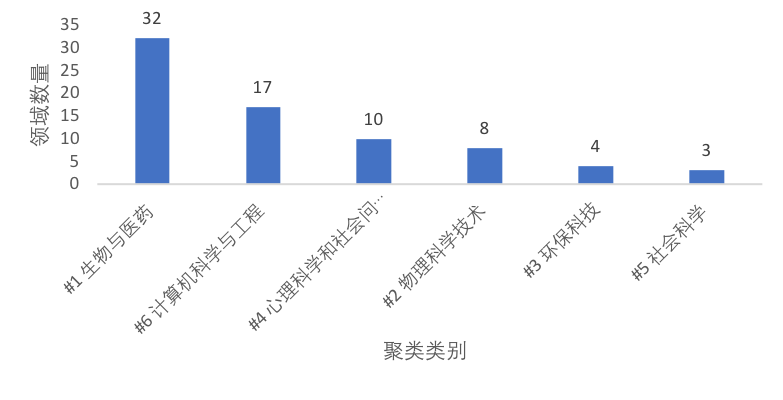 35
30
25
20
15
10
5
0
领域数量
32
17
10
8
4
3
#1 生物与医药
#6 计算机科学与工程
#4 心理科学和社会问…
#2 物理科学技术
#3 环保科技
#5 社会科学
聚类类别